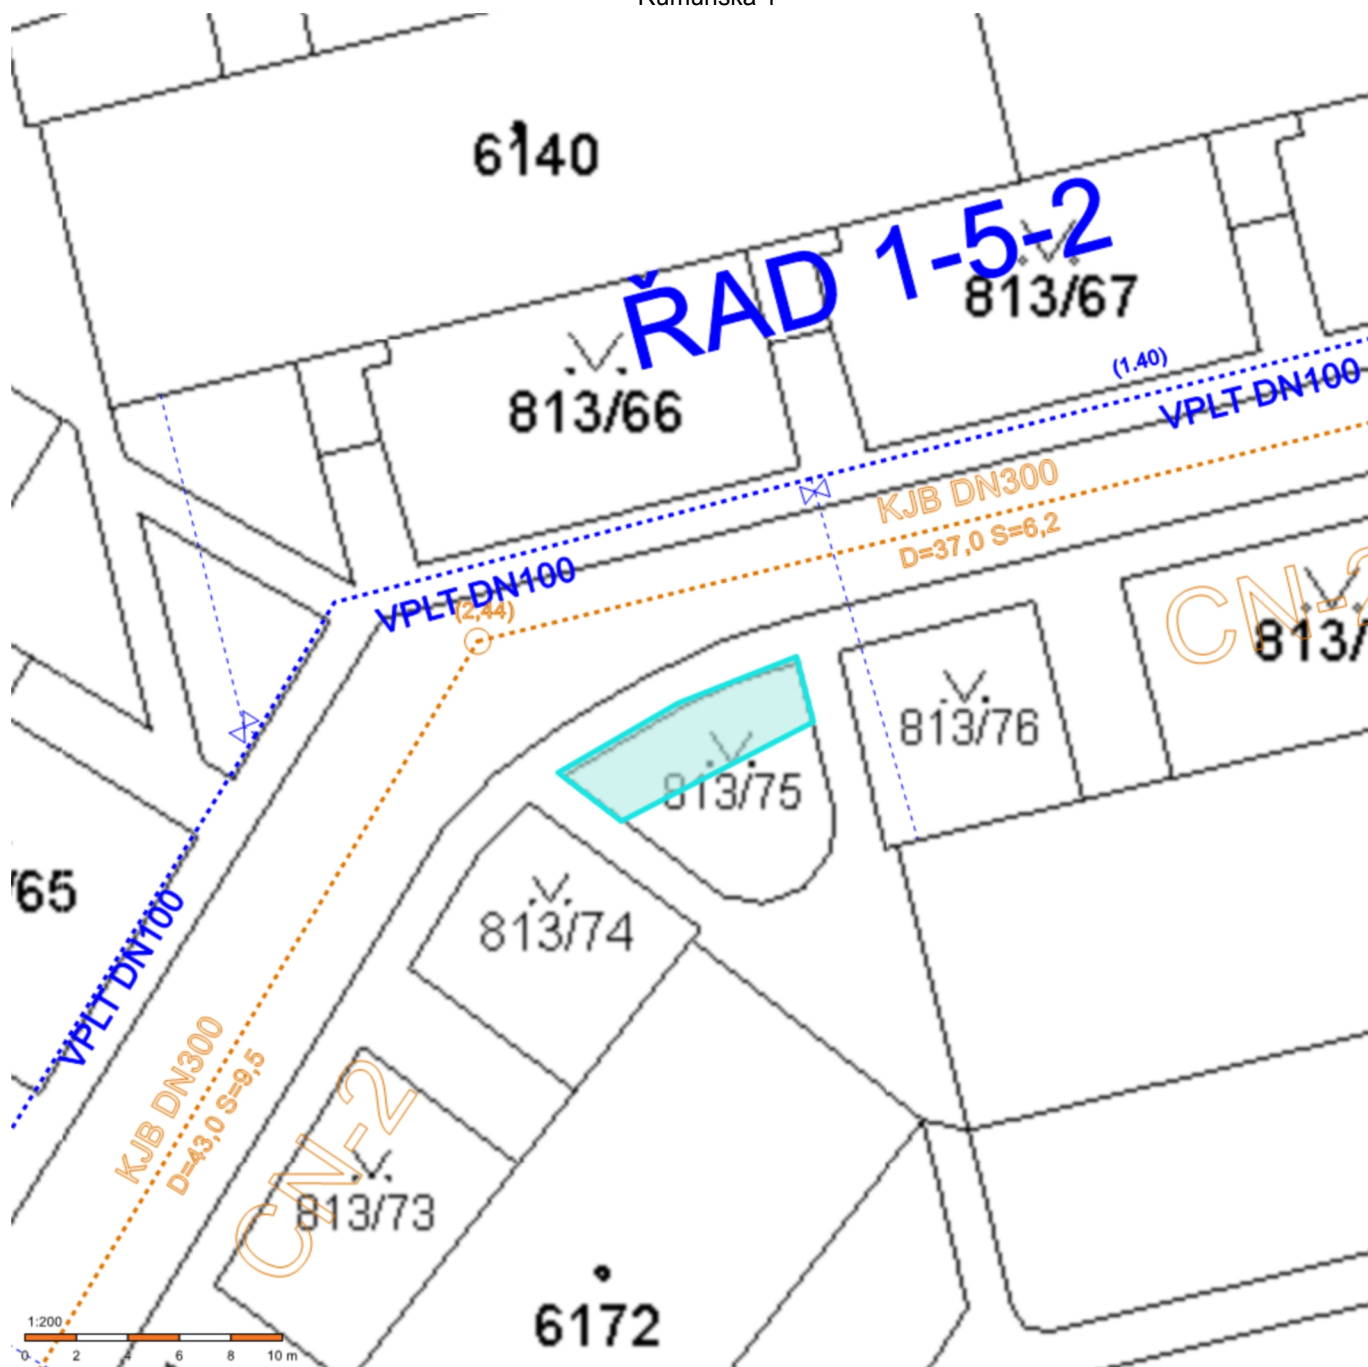 6140
ŘAD 1-5-2
813/67
(1.40)
VPLT DN100
813/66
KJB DN300
D=37,0 S=6,2
VPLT DN100
(2,44)
CN-2
813/
813/76
813/75
/65
813/74
VPLT DN100
KJB DN300
D=43,0 S=9,5
CN-2
813/73
6172
1:200
0 2 4 6 8 10 m